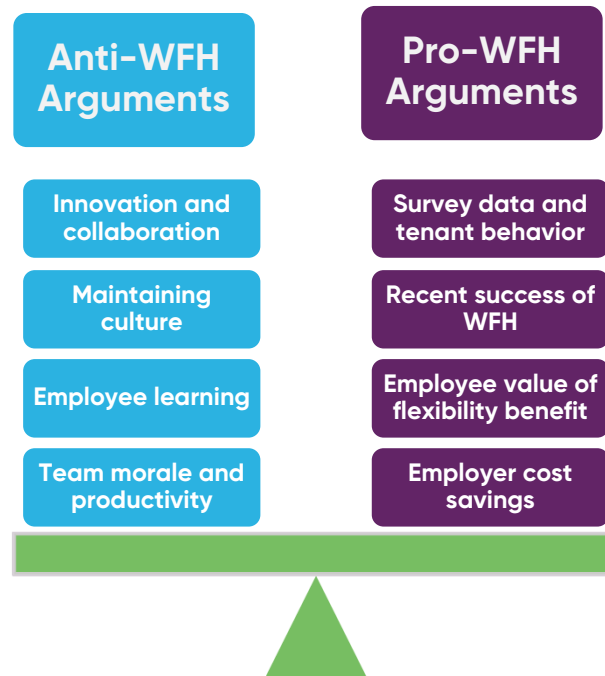 Anti-WFH
Arguments
Innovation and
collaboration
Maintaining
culture
Employee learning
Team morale and
productivity
Pro-WFH
Arguments
Survey data and
tenant behavior
Recent success of
WFH
Employee value of
flexibility benefit
Employer cost
savings